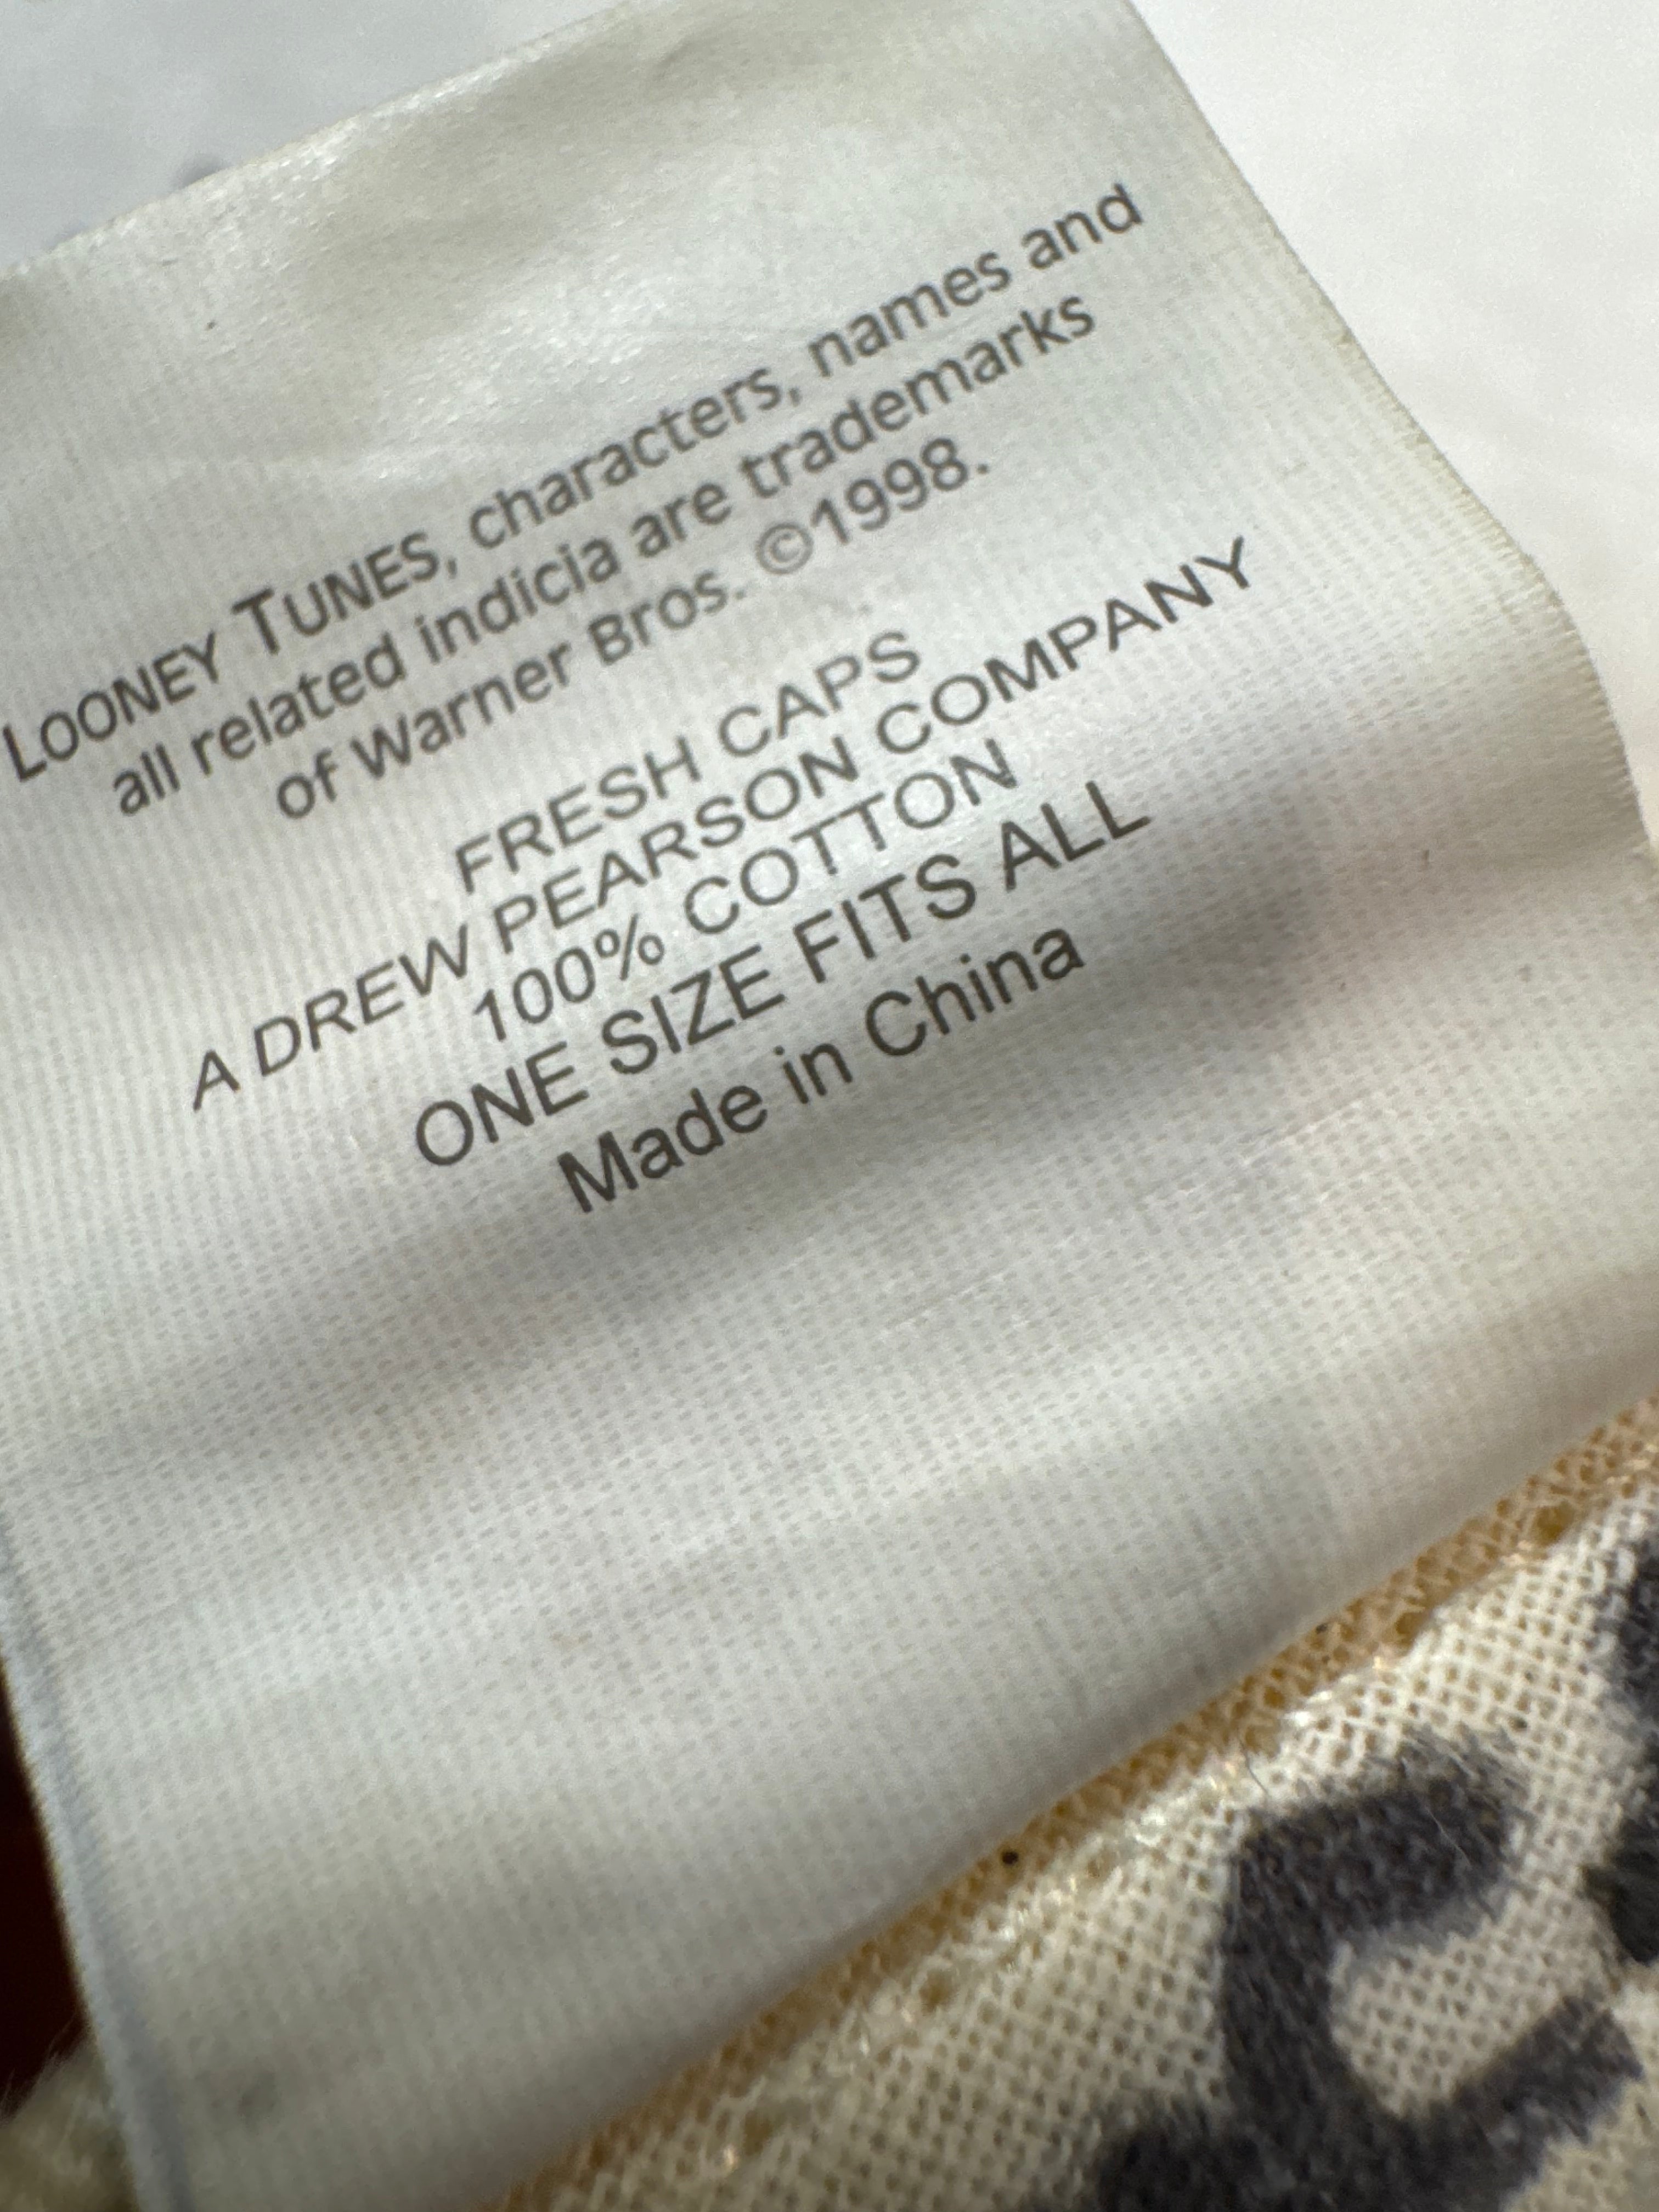 LOONEY TUNES, characters, names and
all related indicia are trademarks
of Warner Bros. ©1998.
FRESH CAPS
A DREW PEARSON COMPANY
100% COTTON
ONE SIZE FITS ALL
Made in China